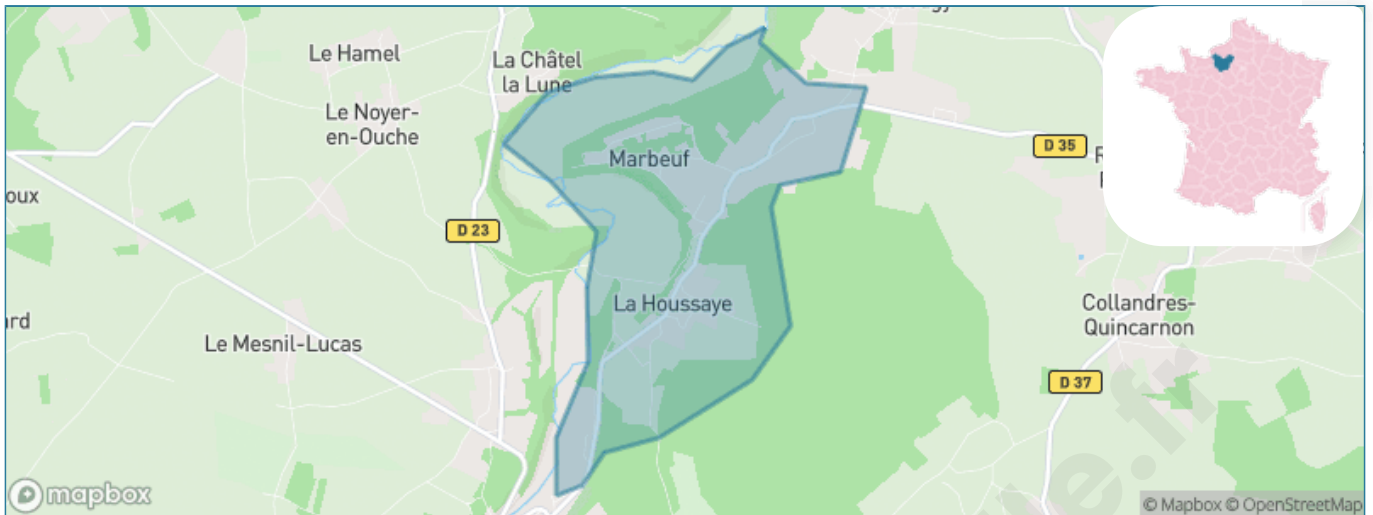 Le Hamel
La Châtel
la Lune
Le Noyer-
en-Ouche
Marbeuf
D 35
oux
D 23
La Houssaye
Collandres-
Quincarnon
Le Mesnil-Lucas
D 37
mapbox
© Mapbox © OpenStreetMap